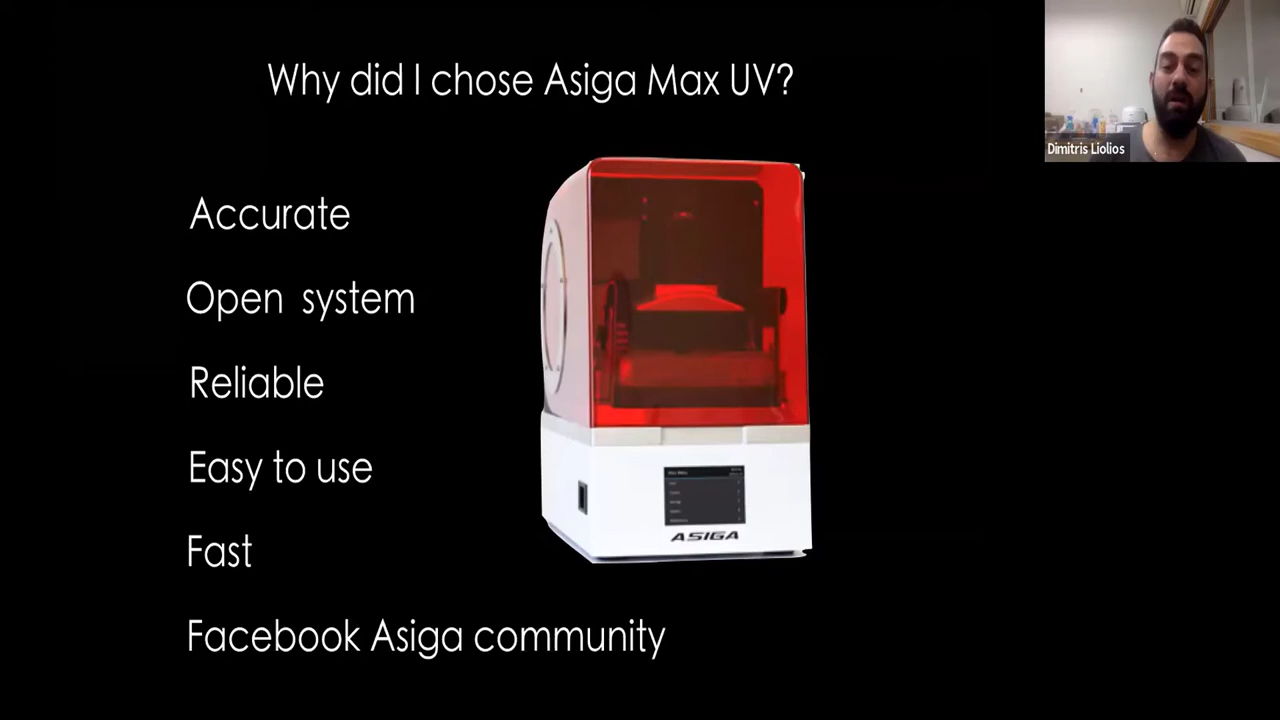 Why did I chose Asiga Max UV?
Dimitris Liolios
Accurate
Open system
Reliable
Easy to use
Fast
ASIGA
Facebook Asiga community